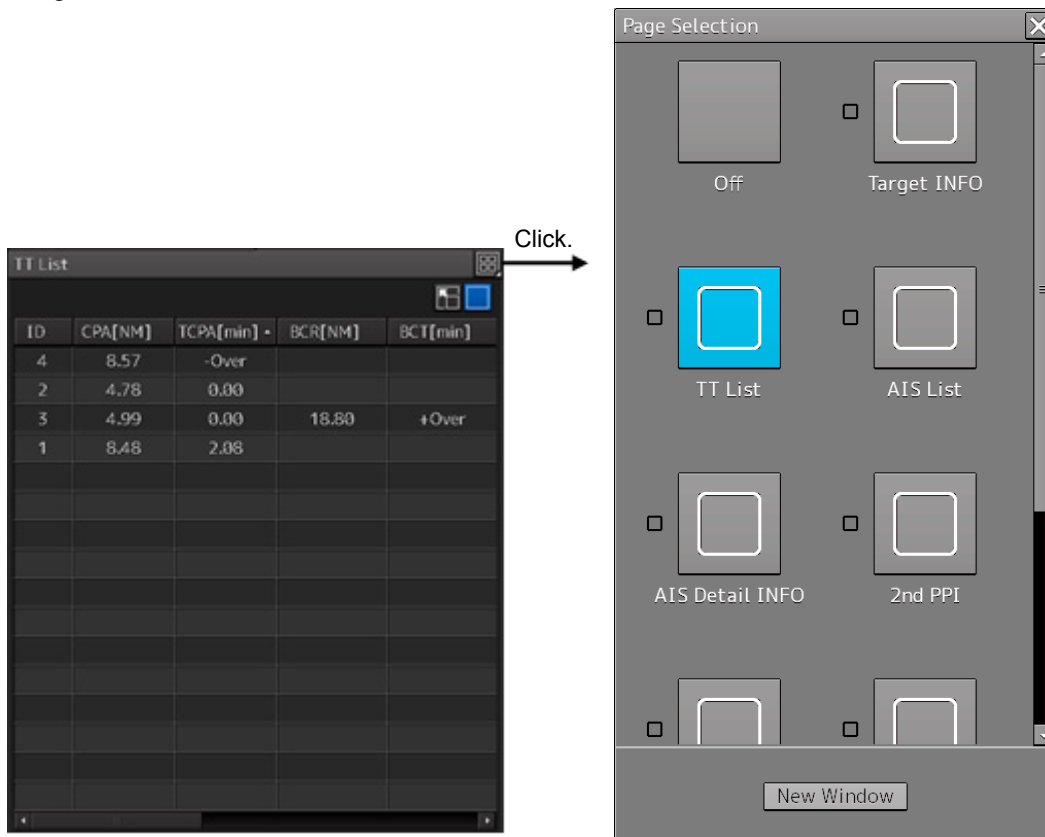 Page Selection
Off
Target INFO
Click.
TT List
ID CPA[NM] TCPA[min] BCR[NM] BCT[min]
4 8.57 -Over
2 4.78 0.00
3 4.99 0.00 18.80 +Over
1 8.48 2.08
TT List
AIS List
AIS Detail INFO
2nd PPI
New Window